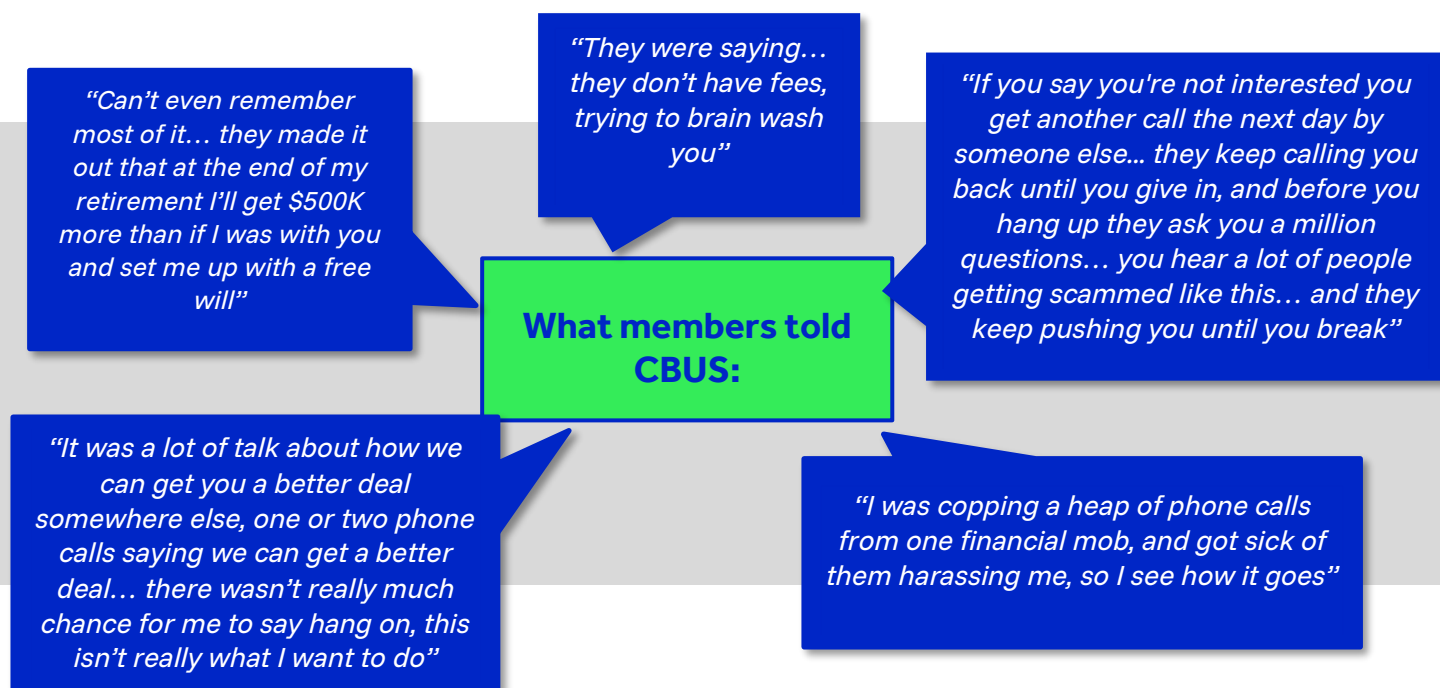 “Can’t even remember
most of it… they made it
out that at the end of my
retirement I’ll get $500K
more than if I was with you
and set me up with a free
will”
“They were saying…
they don’t have fees,
trying to brain wash
you”
“If you say you're not interested you
get another call the next day by
someone else... they keep calling you
back until you give in, and before you
hang up they ask you a million
questions… you hear a lot of people
getting scammed like this… and they
keep pushing you until you break”
What members told
CBUS:
“It was a lot of talk about how we
can get you a better deal
somewhere else, one or two phone
calls saying we can get a better
deal… there wasn’t really much
chance for me to say hang on, this
isn’t really what I want to do”
“I was copping a heap of phone calls
from one financial mob, and got sick of
them harassing me, so I see how it goes”